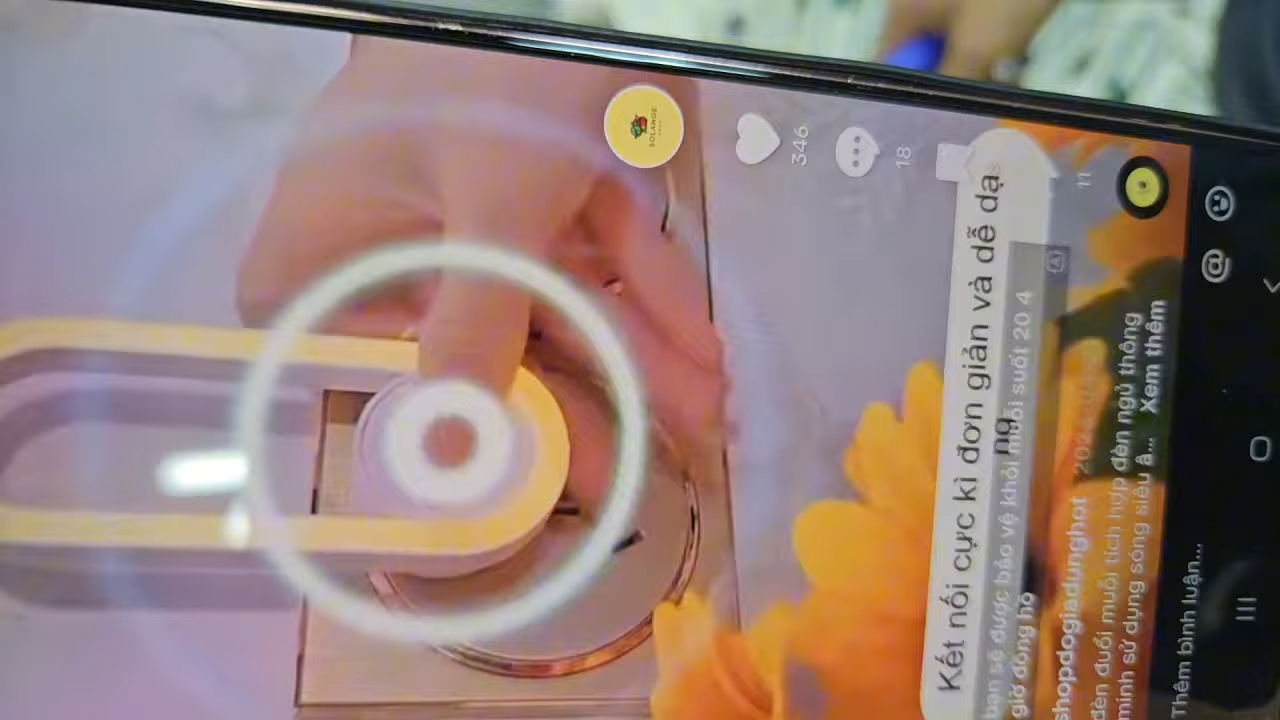 SOLANGE
346
18
11
Kết nối cực kì đơn giản và dễ dạ
ng
bạn sẽ được bảo vệ khỏi muỗi suốt 20 4
giờ đồng hồ
shopdogiadunghot
đèn đuổi muỗi tích hợp đèn ngủ thông
minh sử dụng sóng siêu â... Xem thêm
Thêm bình luận...